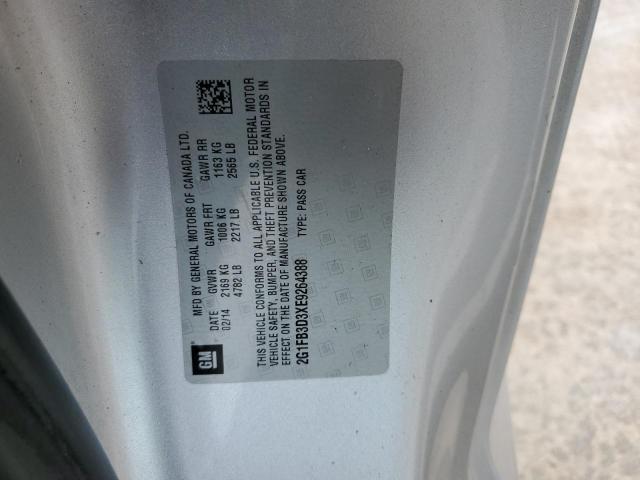 MFD BY GENERAL MOTORS OF CANADA LTD.
DATE GVWR GAWR FRT GAWR RR
02/14 2169 KG 1006 KG 1163 KG
4782 LB 2217 LB 2565 LB
GM
THIS VEHICLE CONFORMS TO ALL APPLICABLE U.S. FEDERAL MOTOR
VEHICLE SAFETY, BUMPER, AND THEFT PREVENTION STANDARDS IN
EFFECT ON THE DATE OF MANUFACTURE SHOWN ABOVE.
2G1FB3D3XE9264388 TYPE: PASS CAR